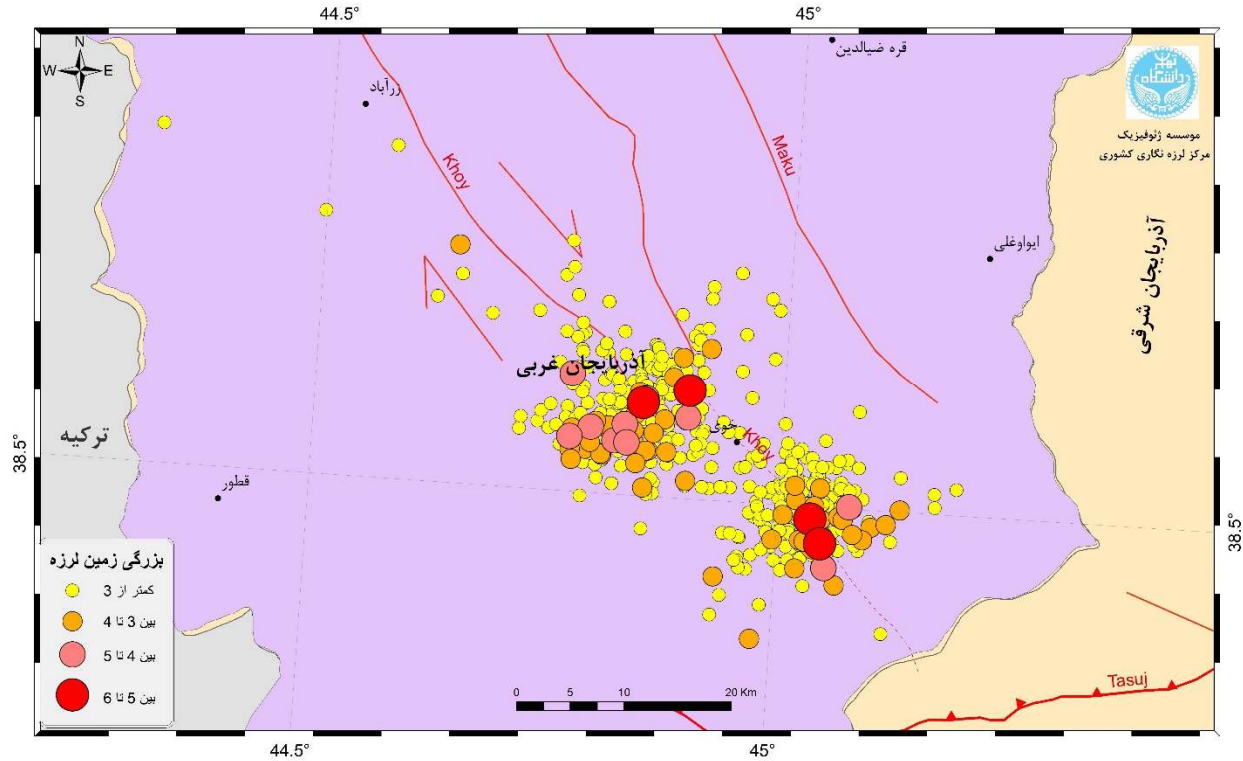 44.5°
45°
N
W E
S
قره ضیاالدین
زرآباد
موسسه ژئوفیزیک
مرکز لرزه نگاری کشوری
Khoy
Maku
آذربایجان شرقی
ایواوغلی
آذربایجان غربی
ترکیه
خوی
Khoy
38.5°
38.5°
قطور
بزرگی زمین لرزه
کمتر از 3
بین 3 تا 4
بین 4 تا 5
بین 5 تا 6
0 5 10 20 Km
Tasuj
44.5°
45°